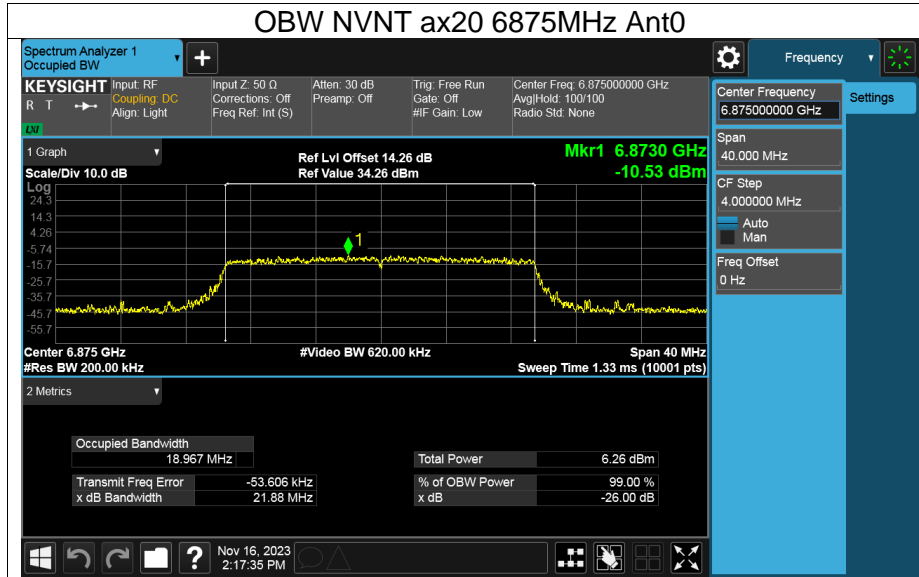 OBW NVNT ax20 6875MHz Ant0
Spectrum Analyzer 1
Occupied BW
+
Frequency
KEYSIGHT
R T
LXI
Input: RF
Coupling: DC
Align: Light
Input Z: 50 Ω
Corrections: Off
Freq Ref: Int (S)
Atten: 30 dB
Preamp: Off
Trig: Free Run
Gate: Off
#IF Gain: Low
Center Freq: 6.875000000 GHz
Avg|Hold: 100/100
Radio Std: None
Center Frequency
6.875000000 GHz
Settings
Span
40.000 MHz
CF Step
4.000000 MHz
Auto
Man
Freq Offset
0 Hz
1 Graph
Scale/Div 10.0 dB
Ref Lvl Offset 14.26 dB
Ref Value 34.26 dBm
Mkr1 6.8730 GHz
-10.53 dBm
Log
24.3
14.3
4.26
-5.74
-15.7
-25.7
-35.7
-45.7
-55.7
1
Center 6.875 GHz
#Res BW 200.00 kHz
#Video BW 620.00 kHz
Span 40 MHz
Sweep Time 1.33 ms (10001 pts)
2 Metrics
Occupied Bandwidth
18.967 MHz
Transmit Freq Error -53.606 kHz
x dB Bandwidth 21.88 MHz
Total Power 6.26 dBm
% of OBW Power 99.00 %
x dB -26.00 dB
?
Nov 16, 2023
2:17:35 PM